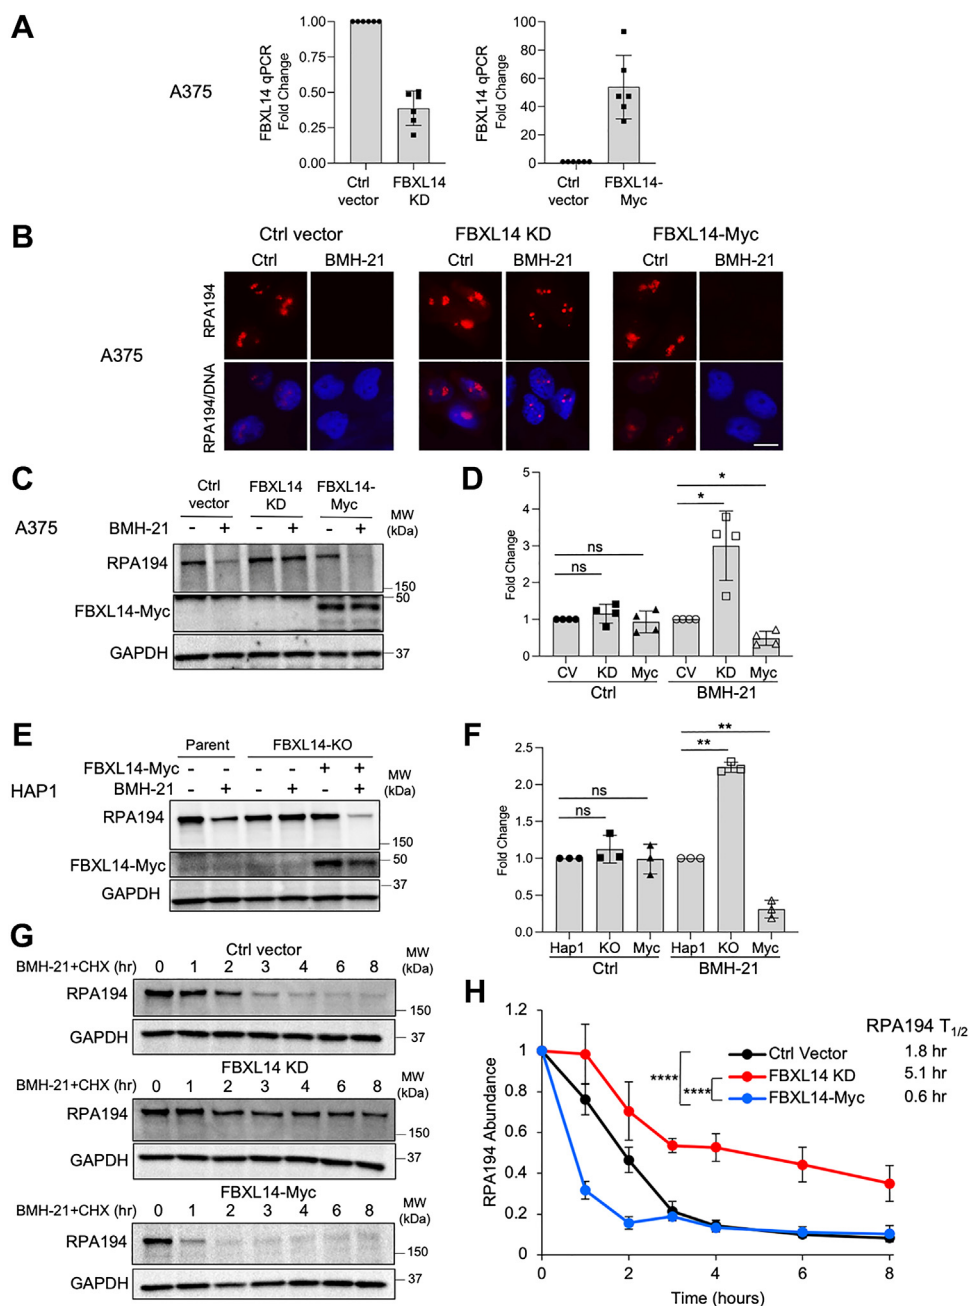 A
A375
FBXL14 qPCR
Fold Change
1.00
0.75
0.50
0.25
0.00
Ctrl
vector
FBXL14
KD
FBXL14 qPCR
Fold Change
100
80
60
40
20
0
Ctrl
vector
FBXL14-
Myc
B
Ctrl vector
FBXL14 KD
FBXL14-Myc
Ctrl
BMH-21
Ctrl
BMH-21
Ctrl
BMH-21
A375
RPA194
RPA194/DNA
C
A375
Ctrl
vector
FBXL14
KD
FBXL14-
Myc
MW
(kDa)
BMH-21 - + - + - +
RPA194
150
FBXL14-Myc
50
GAPDH
37
D
Fold Change
5
4
3
2
1
0
ns
ns
*
*
CV KD Myc CV KD Myc
Ctrl BMH-21
E
HAP1
Parent
FBXL14-KO
FBXL14-Myc - - - - + +
BMH-21 - + - + - +
MW
(kDa)
RPA194
150
FBXL14-Myc
50
37
GAPDH
F
Fold Change
2.5
2.0
1.5
1.0
0.5
0.0
ns
ns
**
**
Hap1 KO Myc Hap1 KO Myc
Ctrl BMH-21
G
Ctrl vector
BMH-21+CHX (hr) 0 1 2 3 4 6 8
MW
(kDa)
RPA194
150
GAPDH
37
FBXL14 KD
BMH-21+CHX (hr) 0 1 2 3 4 6 8
MW
(kDa)
RPA194
150
GAPDH
37
FBXL14-Myc
BMH-21+CHX (hr) 0 1 2 3 4 6 8
MW
(kDa)
RPA194
150
GAPDH
37
H
RPA194 Abundance
1.2
1
0.8
0.6
0.4
0.2
0
0 2 4 6 8
Time (hours)
RPA194 T1/2
**** ****
Ctrl Vector 1.8 hr
FBXL14 KD 5.1 hr
FBXL14-Myc 0.6 hr